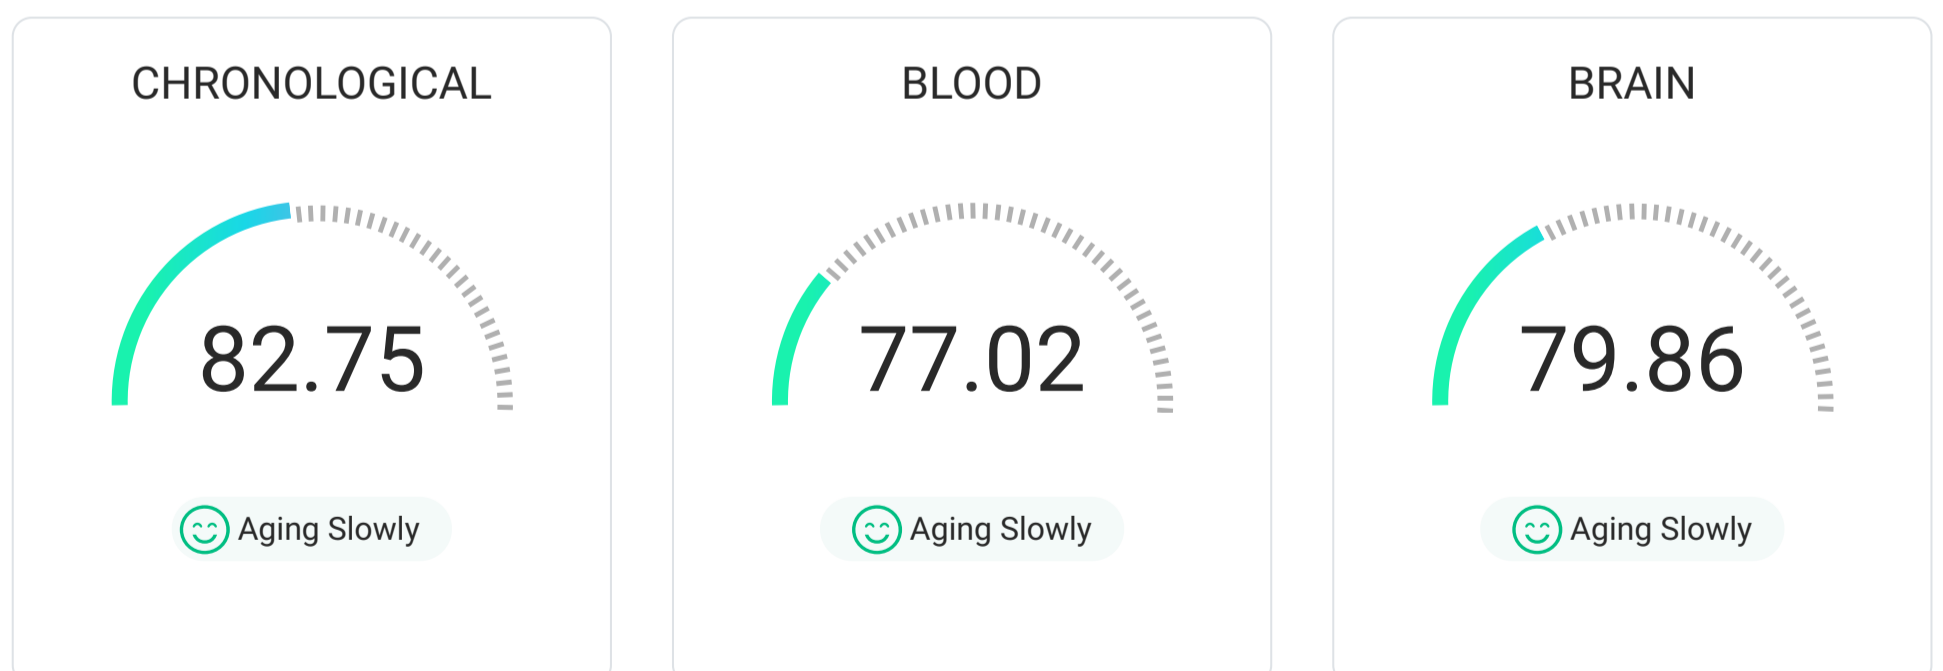 CHRONOLOGICAL
82.75
Aging Slowly
BLOOD
77.02
Aging Slowly
BRAIN
79.86
Aging Slowly